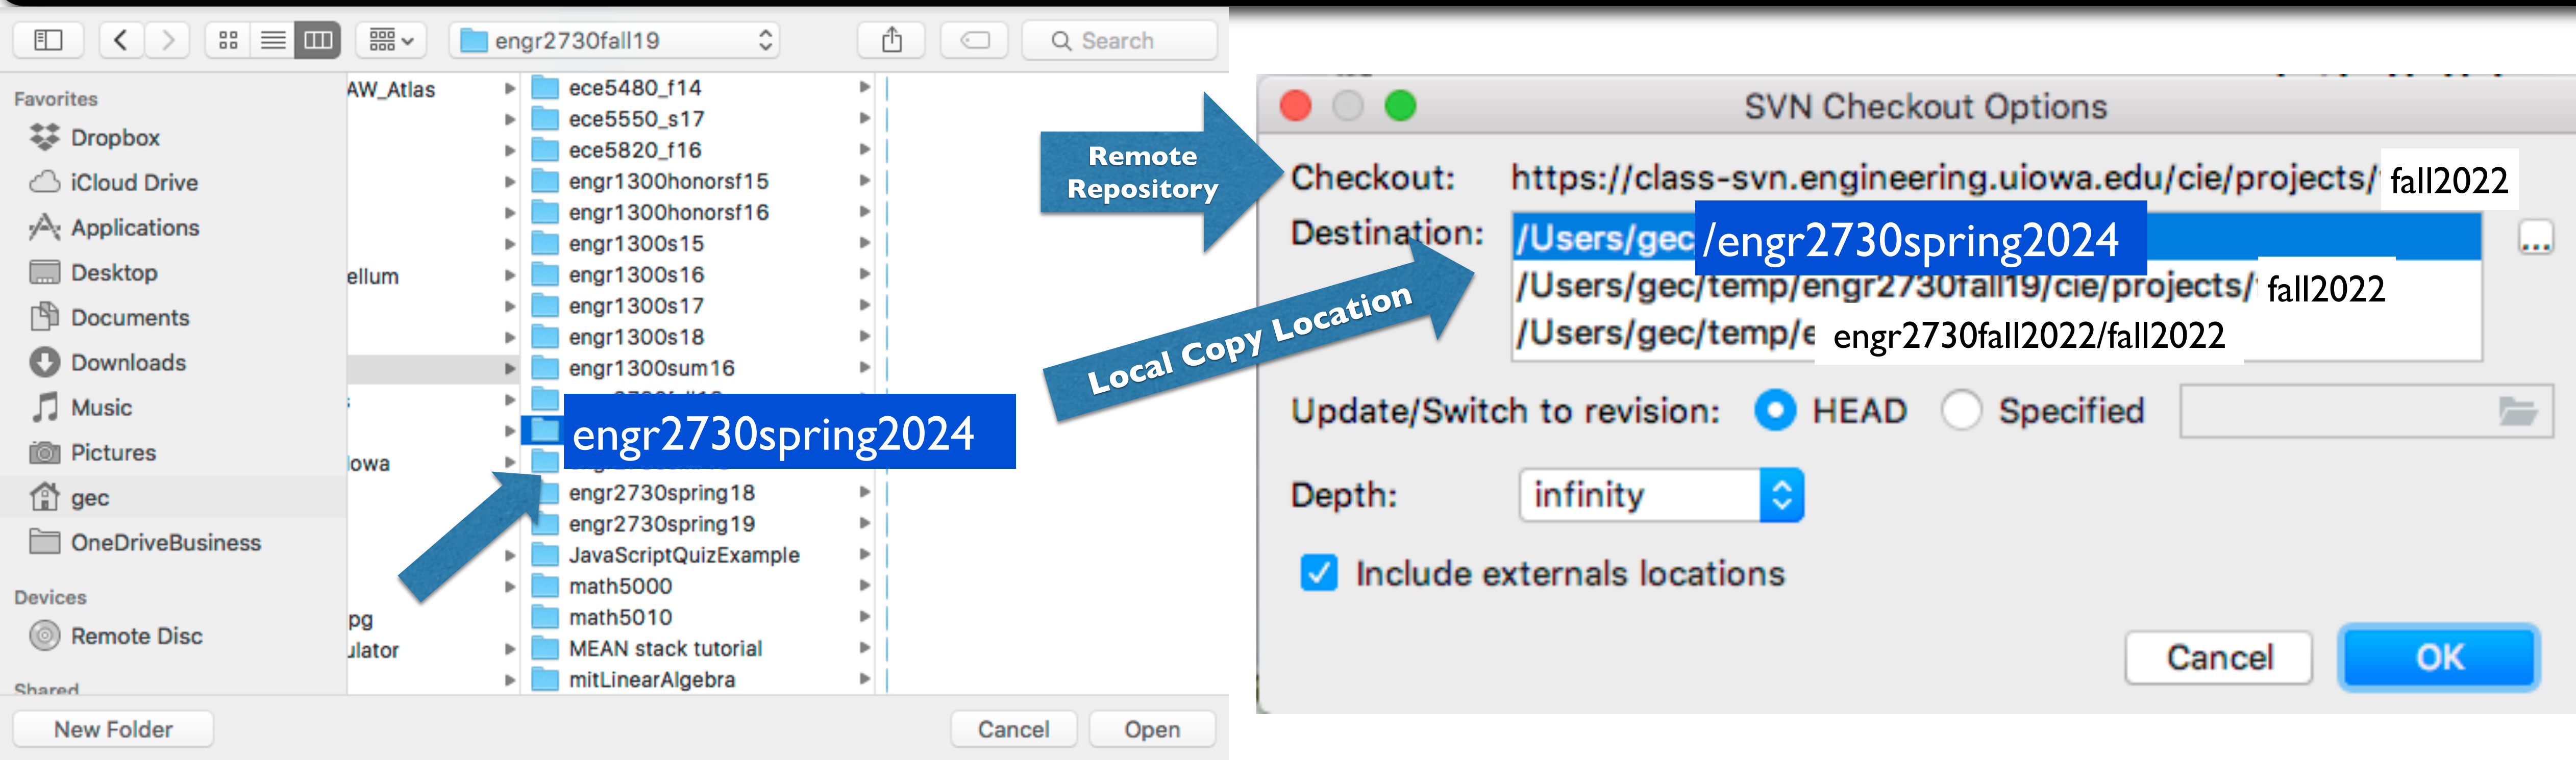 engr2730fall19
Search
Favorites
Dropbox
iCloud Drive
Applications
Desktop
Documents
Downloads
Music
Pictures
gec
OneDriveBusiness
Devices
Remote Disc
Shared
AW_Atlas
ellum
owa
pg
ulator
ece5480_f14
ece5550_s17
ece5820_f16
engr1300honorsf15
engr1300honorsf16
engr1300s15
engr1300s16
engr1300s17
engr1300s18
engr1300sum16
engr2730spring2024
engr2730spring18
engr2730spring19
JavaScriptQuizExample
math5000
math5010
MEAN stack tutorial
mitLinearAlgebra
New Folder
Cancel
Open
Remote
Repository
Local Copy Location
SVN Checkout Options
Checkout: https://class-svn.engineering.uiowa.edu/cie/projects/ fall2022
Destination: /Users/gec /engr2730spring2024
...
/Users/gec/temp/engr2730fall19/cie/projects/ fall2022
/Users/gec/temp/e engr2730fall2022/fall2022
Update/Switch to revision: HEAD Specified
Depth: infinity
Include externals locations
Cancel
OK